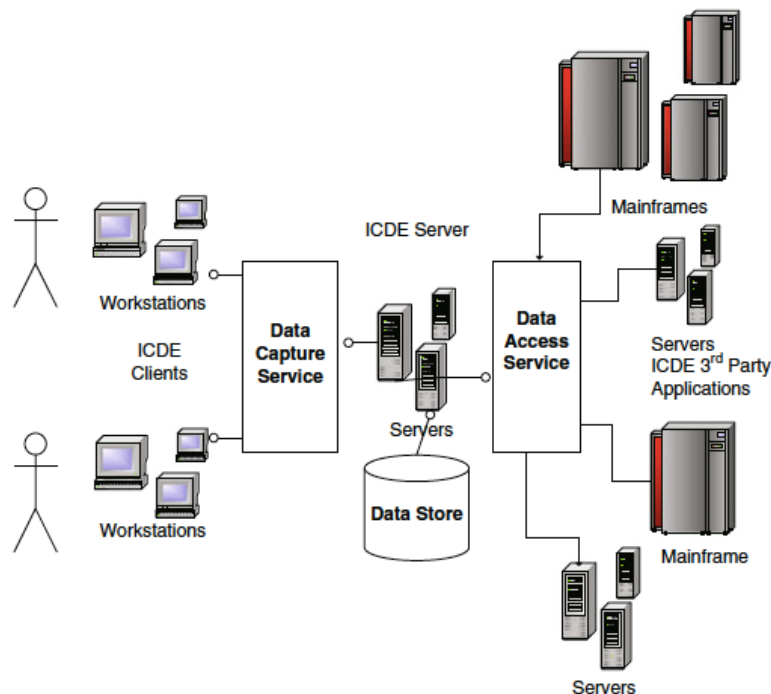 Mainframes
ICDE Server
Workstations
Data
Capture
Service
Data
Access
Service
ICDE
Clients
Servers
ICDE 3rd Party
Applications
Servers
Workstations
Data Store
Mainframe
Servers